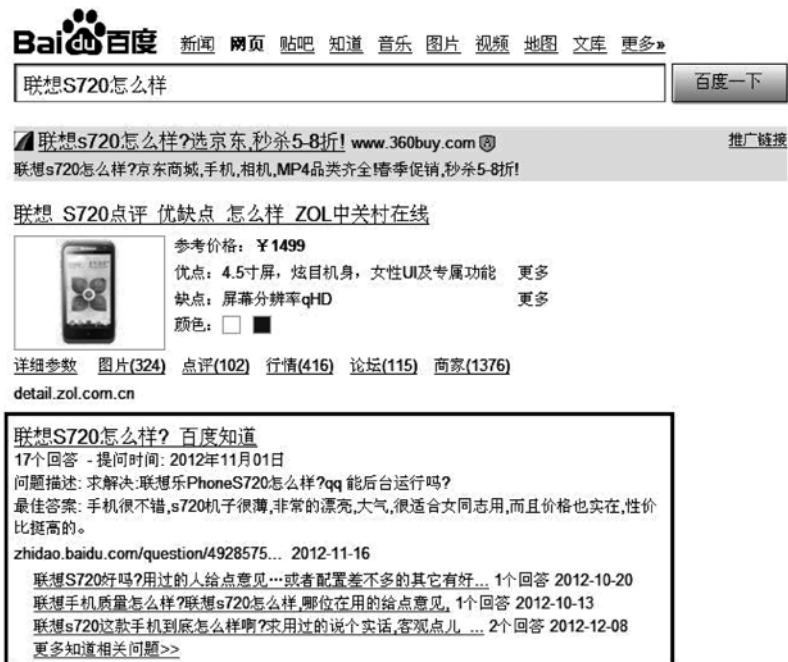 Bai du 百度 新闻 网页 贴吧 知道 音乐 图片 视频 地图 文库 更多»
联想S720怎么样 百度一下
联想s720怎么样?选京东,秒杀5-8折! www.360buy.com 推广链接
联想s720怎么样?京东商城,手机,相机,MP4品类齐全!春季促销,秒杀5-8折!
联想 S720点评 优缺点 怎么样 ZOL中关村在线
参考价格: ¥1499
优点: 4.5寸屏，炫目机身，女性UI及专属功能 更多
缺点: 屏幕分辨率qHD 更多
颜色:
详细参数 图片(324) 点评(102) 行情(416) 论坛(115) 商家(1376)
detail.zol.com.cn
联想S720怎么样? 百度知道
17个回答 - 提问时间: 2012年11月01日
问题描述: 求解决:联想乐PhoneS720怎么样?qq 能后台运行吗?
最佳答案: 手机很不错,s720机子很薄,非常的漂亮,大气,很适合女同志用,而且价格也实在,性价
比挺高的。
zhidao.baidu.com/question/4928575... 2012-11-16
联想S720好吗?用过的人给点意见…或者配置差不多的其它有好... 1个回答 2012-10-20
联想手机质量怎么样?联想s720怎么样,哪位在用的给点意见, 1个回答 2012-10-13
联想s720这款手机到底怎么样啊?求用过的说个实话,客观点儿 ... 2个回答 2012-12-08
更多知道相关问题>>